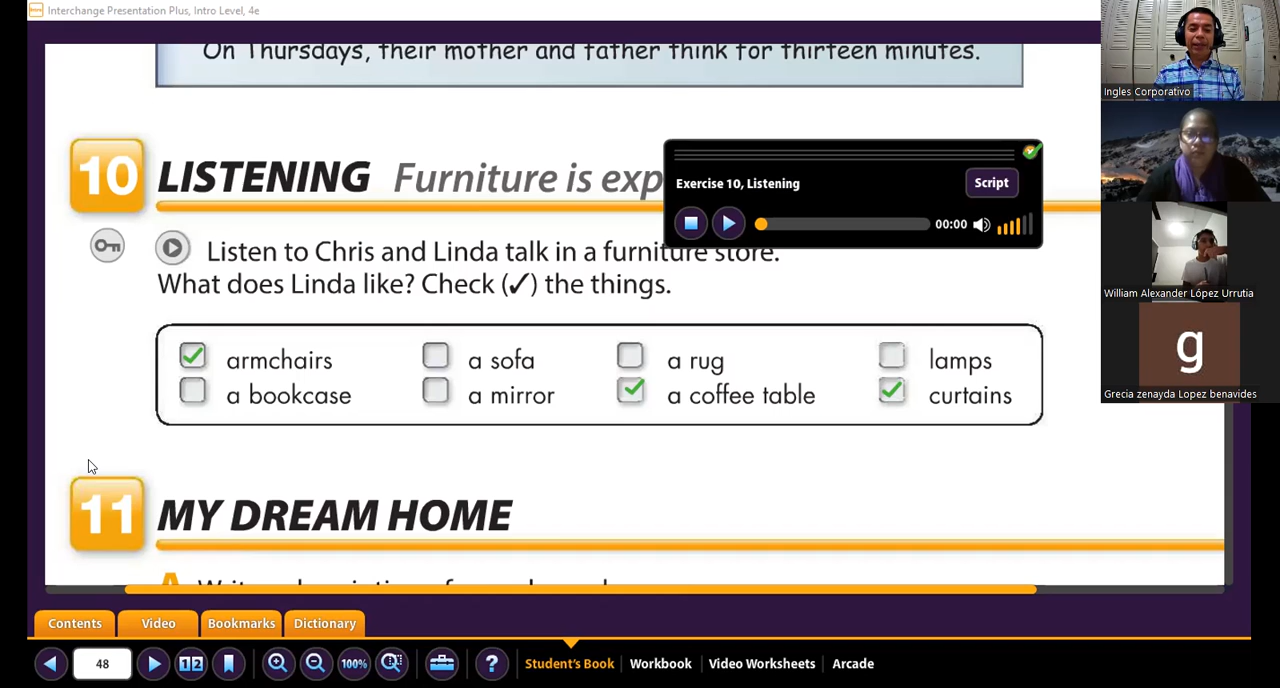 Interchange Presentation Plus, Intro Level, 4e
On Thursdays, their mother and father think for thirteen minutes.
10 LISTENING Furniture is exp
Exercise 10, Listening
Script
00:00
Listen to Chris and Linda talk in a furniture store.
What does Linda like? Check (✓) the things.
armchairs a sofa a rug lamps
a bookcase a mirror a coffee table curtains
11 MY DREAM HOME
A
Contents Video Bookmarks Dictionary
48 12 100% ? Student's Book Workbook Video Worksheets Arcade
Ingles Corporativo
William Alexander López Urrutia
g
Grecia zenayda Lopez benavides